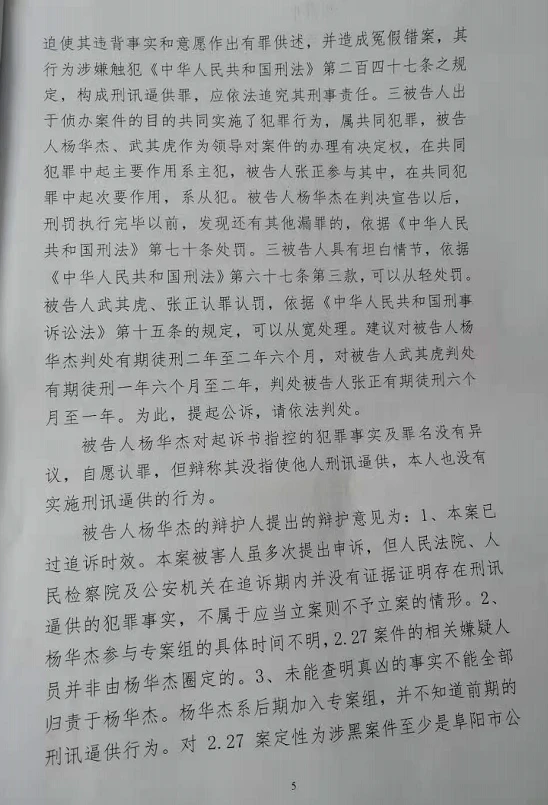 迫使其违背事实和意愿作出有罪供述，并造成冤假错案，其
行为涉嫌触犯《中华人民共和国刑法》第二百四十七条之规
定，构成刑讯逼供罪，应依法追究其刑事责任。三被告人出
于侦办案件的目的共同实施了犯罪行为，属共同犯罪，被告
人杨华杰、武其虎作为领导对案件的办理有决定权，在共同
犯罪中起主要作用系主犯，被告人张正参与其中，在共同犯
罪中起次要作用，系从犯。被告人杨华杰在判决宣告以后，
刑罚执行完毕以前，发现还有其他漏罪的，依据《中华人民
共和国刑法》第七十条处罚。三被告人具有坦白情节，依据
《中华人民共和国刑法》第六十七条第三款，可以从轻处罚。
被告人武其虎、张正认罪认罚，依据《中华人民共和国刑事
诉讼法》第十五条的规定，可以从宽处理。建议对被告人杨
华杰判处有期徒刑二年至二年六个月，对被告人武其虎判处
有期徒刑一年六个月至二年，判处被告人张正有期徒刑六个
月至一年。为此，提起公诉，请依法判处。
被告人杨华杰对起诉书指控的犯罪事实及罪名没有异
议，自愿认罪，但辩称其没指使他人刑讯逼供，本人也没有
实施刑讯逼供的行为。
被告人杨华杰的辩护人提出的辩护意见为：1、本案已
过追诉时效。本案被害人虽多次提出申诉，但人民法院、人
民检察院及公安机关在追诉期内并没有证据证明存在刑讯
逼供的犯罪事实，不属于应当立案则不予立案的情形。2、
杨华杰参与专案组的具体时间不明，2.27案件的相关嫌疑人
员并非由杨华杰圈定的。3、未能查明真凶的事实不能全部
归责于杨华杰。杨华杰系后期加入专案组，并不知道前期的
刑讯逼供行为。对 2.27 案定性为涉黑案件至少是阜阳市公
5